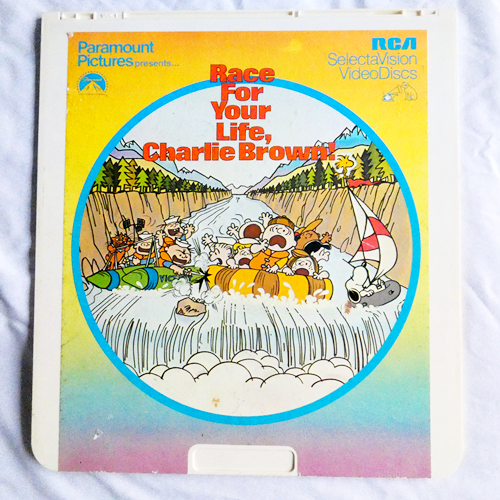 Paramount
Pictures presents...
RCA
SelectaVision
VideoDiscs
Race
For
Your
Life,
Charlie Brown!